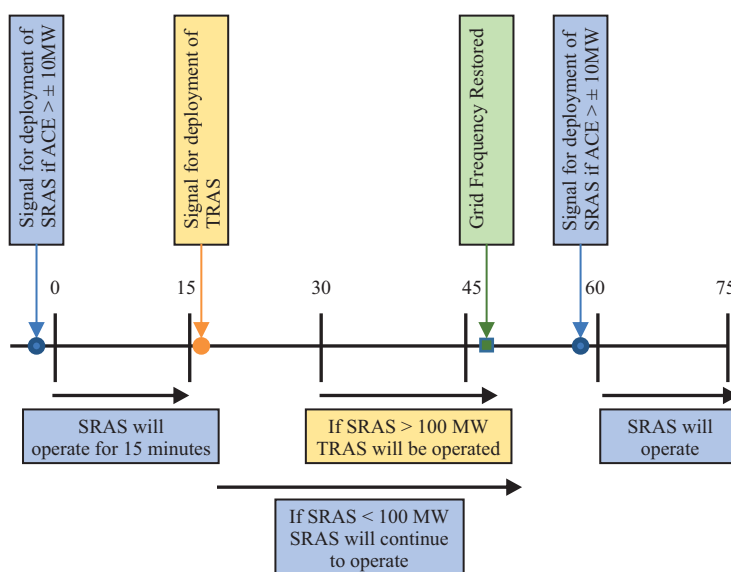 Signal for deployment of
SRAS if ACE > ± 10MW
Signal for deployment of
TRAS
Grid Frequency Restored
Signal for deployment of
SRAS if ACE > ± 10MW
0
15
30
45
60
75
SRAS will
operate for 15 minutes
If SRAS > 100 MW
TRAS will be operated
SRAS will
operate
If SRAS < 100 MW
SRAS will continue
to operate